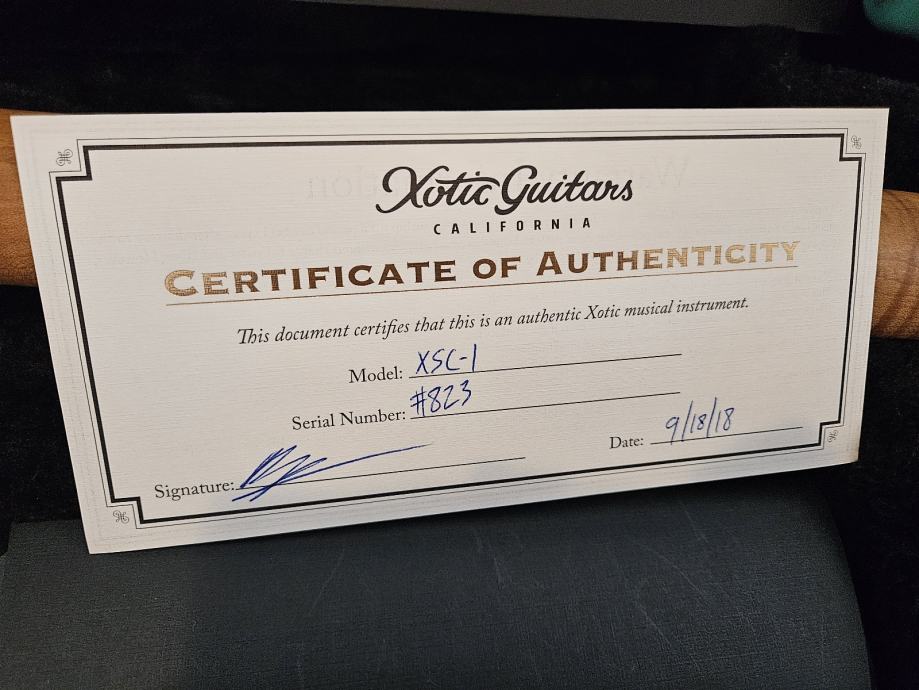 Xotic Guitars
CALIFORNIA
CERTIFICATE OF AUTHENTICITY
This document certifies that this is an authentic Xotic musical instrument.
Model: XSC-1
Serial Number: #823
Date: 9/18/18
Signature: